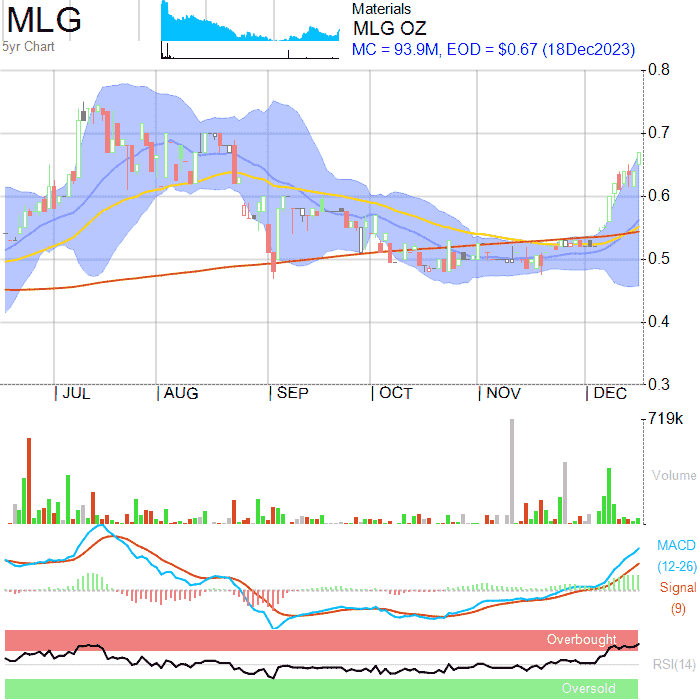 MLG
5yr Chart
Materials
MLG OZ
MC = 93.9M, EOD = $0.67 (18Dec2023)
0.8
0.7
0.6
0.5
0.4
0.3
JUL AUG SEP OCT NOV DEC
719k
Volume
MACD
(12-26)
Signal
(9)
Overbought
RSI(14)
Oversold